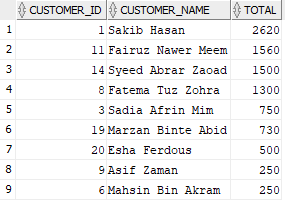 CUSTOMER_ID CUSTOMER_NAME TOTAL
1 1 Sakib Hasan 2620
2 11 Fairuz Nawer Meem 1560
3 14 Syeed Abrar Zaoad 1500
4 8 Fatema Tuz Zohra 1300
5 3 Sadia Afrin Mim 750
6 19 Marzan Binte Abid 730
7 20 Esha Ferdous 500
8 9 Asif Zaman 250
9 6 Mahsin Bin Akram 250